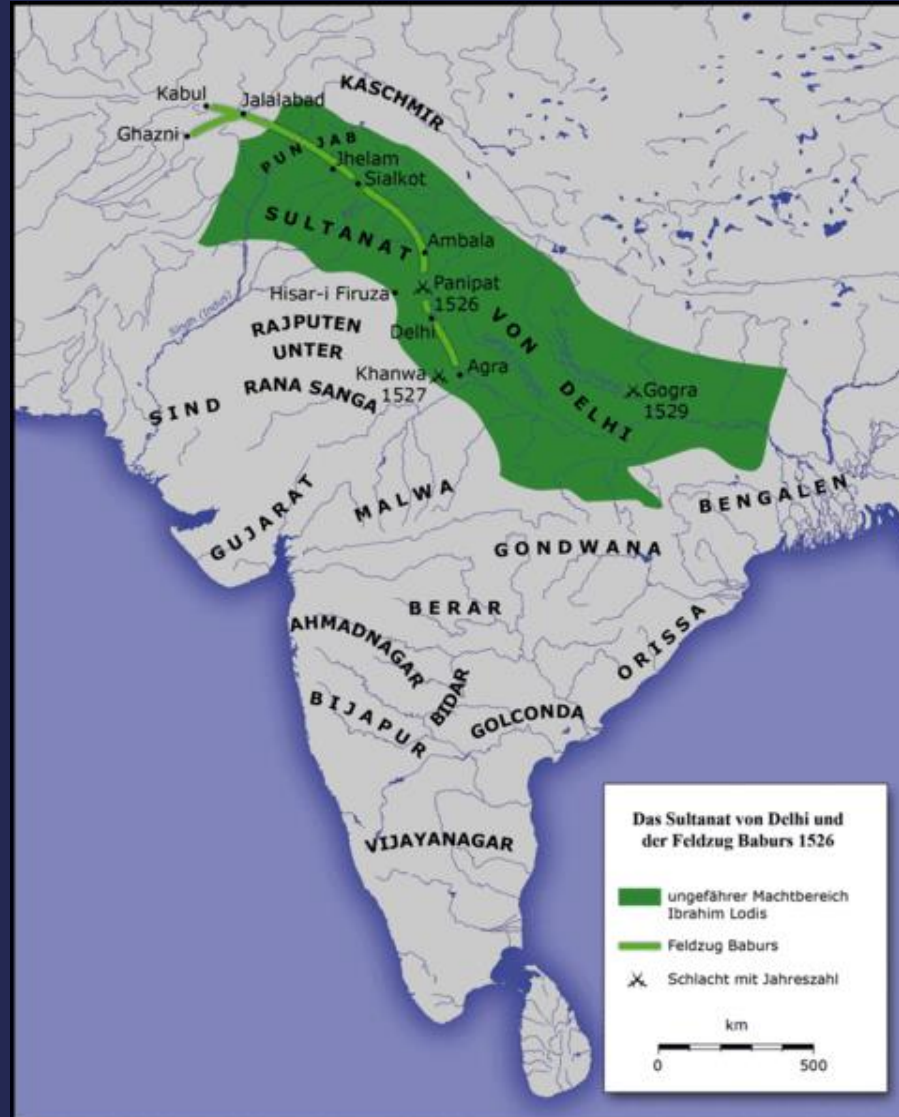 KASCHMIR
Kabul
Jalalabad
Ghazni
PUNJAB
Jhelam
Sialkot
SULTANAT
Ambala
Hisar-i Firuza
Panipat
1526
VON
Delhi
RAJPUTEN
UNTER
RANA SANGA
Khanwa
1527
Agra
DELHI
Gogra
1529
SIND
GUJARAT
MALWA
BENGALEN
GONDWANA
BERAR
AHMADNAGAR
BIDAR
ORISSA
BIJAPUR
GOLCONDA
VIJAYANAGAR
Das Sultanat von Delhi und
der Feldzug Baburs 1526
ungefährer Machtbereich
Ibrahim Lodis
Feldzug Baburs
Schlacht mit Jahreszahl
km
0 500